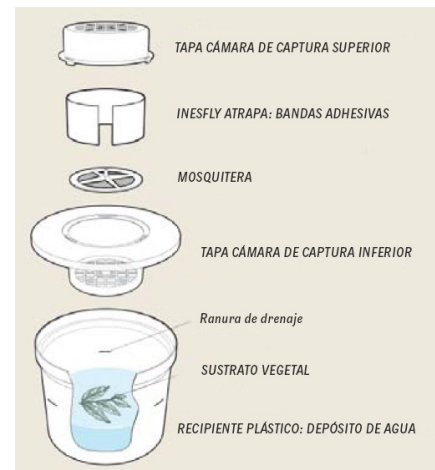 TAPA CÁMARA DE CAPTURA SUPERIOR
INESFLY ATRAPA: BANDAS ADHESIVAS
MOSQUITERA
TAPA CÁMARA DE CAPTURA INFERIOR
Ranura de drenaje
SUSTRATO VEGETAL
RECIPIENTE PLÁSTICO: DEPÓSITO DE AGUA